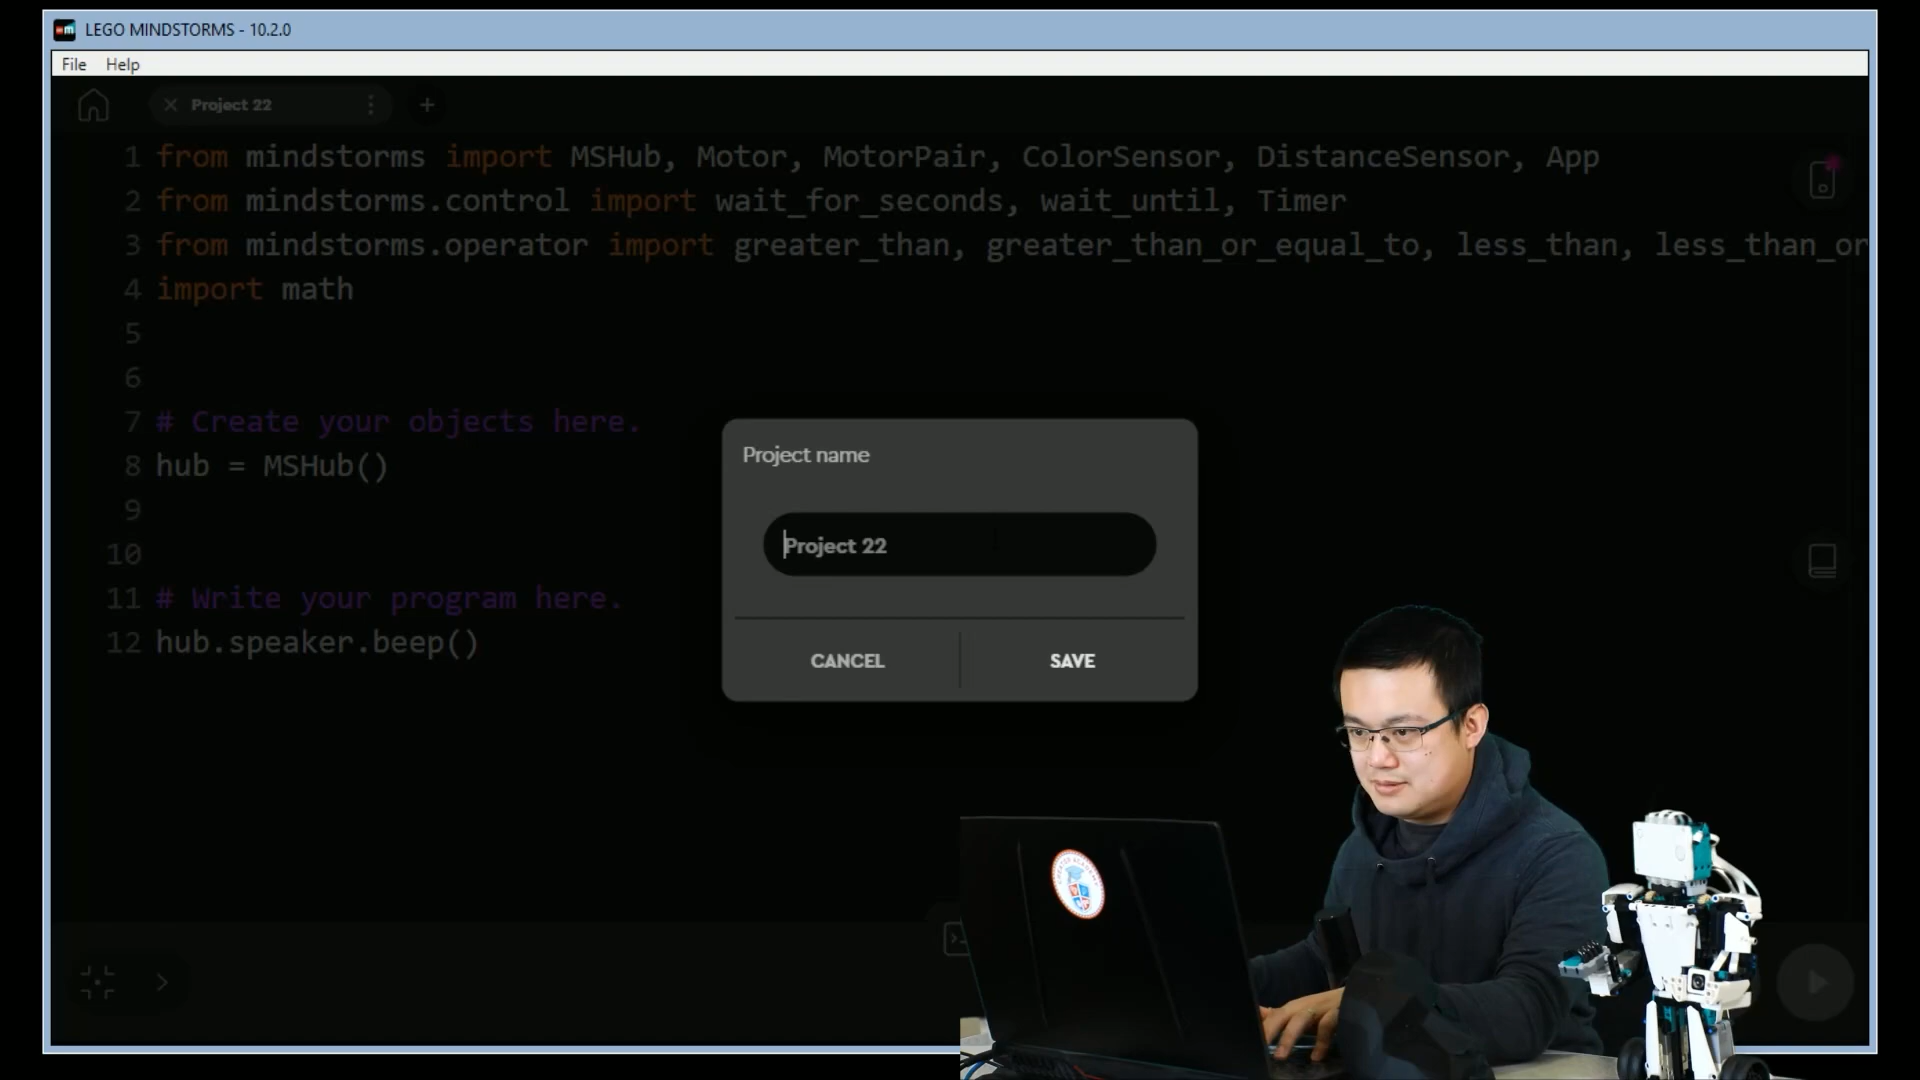 LEGO MINDSTORMS - 10.2.0
File Help
Project 22
1 from mindstorms import MSHub, Motor, MotorPair, ColorSensor, DistanceSensor, App
2 from mindstorms.control import wait_for_seconds, wait_until, Timer
3 from mindstorms.operator import greater_than, greater_than_or_equal_to, less_than, less_than_or
4 import math
5
6
7 # Create your objects here.
8 hub = MSHub()
9
10
11 # Write your program here.
12 hub.speaker.beep()
Project name
Project 22
CANCEL
SAVE